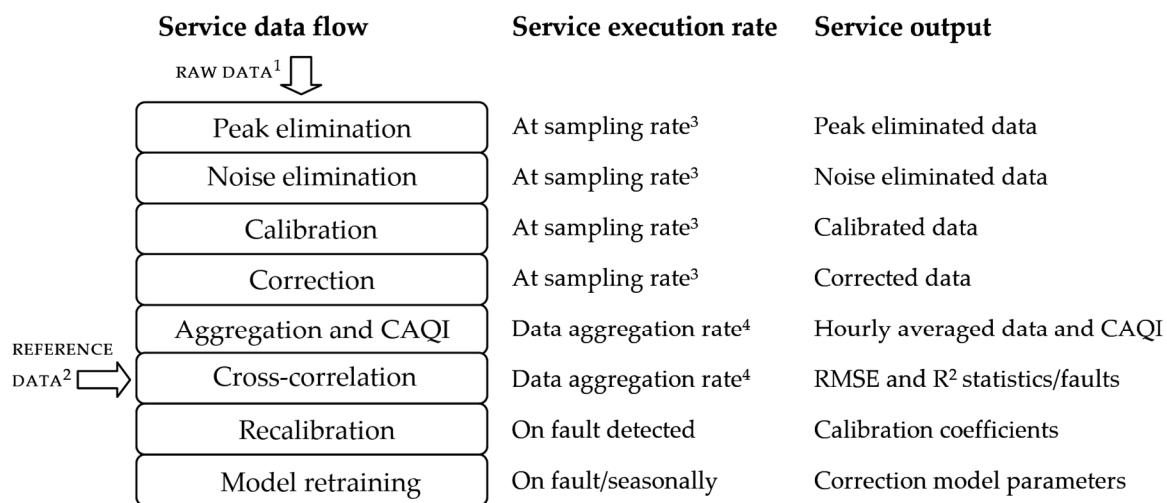 Service data flow Service execution rate Service output
RAW DATA¹
Peak elimination At sampling rate³ Peak eliminated data
Noise elimination At sampling rate³ Noise eliminated data
Calibration At sampling rate³ Calibrated data
Correction At sampling rate³ Corrected data
Aggregation and CAQI Data aggregation rate⁴ Hourly averaged data and CAQI
REFERENCE
DATA² Cross-correlation Data aggregation rate⁴ RMSE and R² statistics/faults
Recalibration On fault detected Calibration coefficients
Model retraining On fault/seasonally Correction model parameters